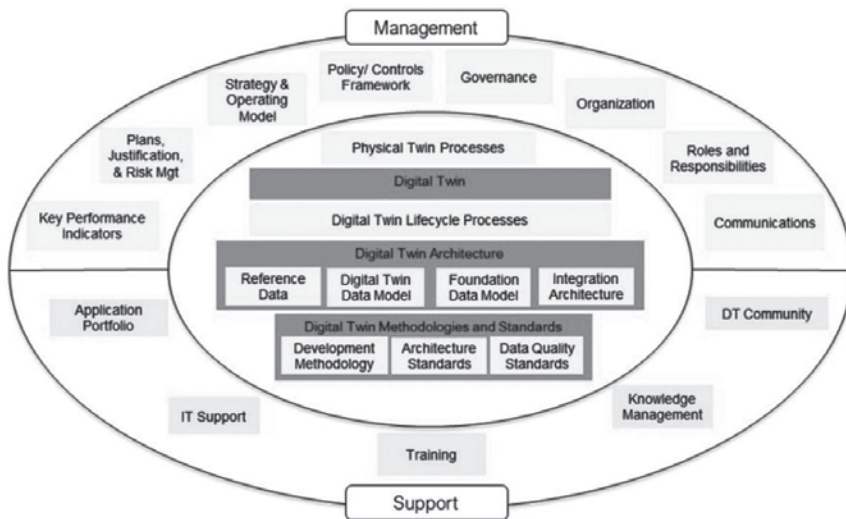 Management
Policy/ Controls
Framework
Governance
Strategy &
Operating
Model
Organization
Plans,
Justification,
& Risk Mgt
Roles and
Responsibilities
Key Performance
Indicators
Communications
Physical Twin Processes
Digital Twin
Digital Twin Lifecycle Processes
Digital Twin Architecture
Reference
Data
Digital Twin
Data Model
Foundation
Data Model
Integration
Architecture
Digital Twin Methodologies and Standards
Development
Methodology
Architecture
Standards
Data Quality
Standards
Application
Portfolio
DT Community
IT Support
Knowledge
Management
Training
Support